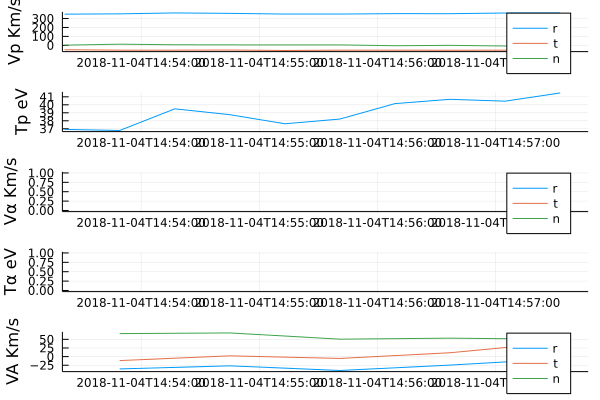 Vp Km/s
300
200
100
0
r
t
n
2018-11-04T14:54:00
2018-11-04T14:55:00
2018-11-04T14:56:00
2018-11-04T14:57:00
Tp eV
41
40
39
38
37
2018-11-04T14:54:00
2018-11-04T14:55:00
2018-11-04T14:56:00
2018-11-04T14:57:00
Vα Km/s
1.00
0.75
0.50
0.25
0.00
r
t
n
2018-11-04T14:54:00
2018-11-04T14:55:00
2018-11-04T14:56:00
2018-11-04T14:57:00
Tα eV
1.00
0.75
0.50
0.25
0.00
2018-11-04T14:54:00
2018-11-04T14:55:00
2018-11-04T14:56:00
2018-11-04T14:57:00
VA Km/s
50
25
0
−25
r
t
n
2018-11-04T14:54:00
2018-11-04T14:55:00
2018-11-04T14:56:00
2018-11-04T14:57:00